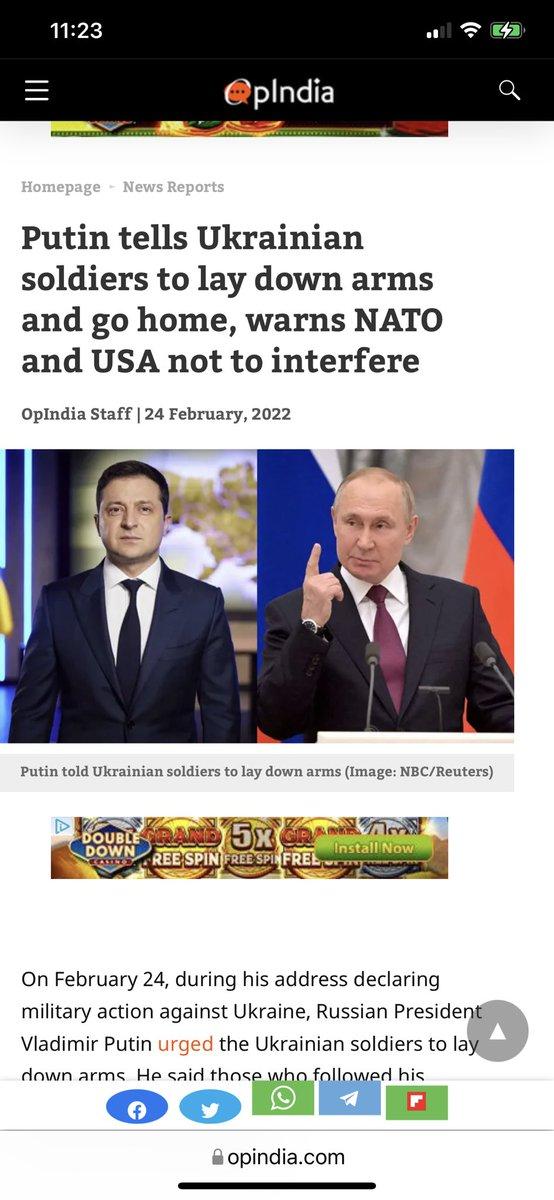 11:23
OpIndia
Homepage - News Reports
Putin tells Ukrainian
soldiers to lay down arms
and go home, warns NATO
and USA not to interfere
OpIndia Staff | 24 February, 2022
Putin told Ukrainian soldiers to lay down arms (Image: NBC/Reuters)
DOUBLE
DOWN
CASINO
GRAND 5X
REE SPIN FREE SPIN FREE
Install Now
On February 24, during his address declaring
military action against Ukraine, Russian President
Vladimir Putin urged the Ukrainian soldiers to lay
down arms. He said those who followed his
opindia.com